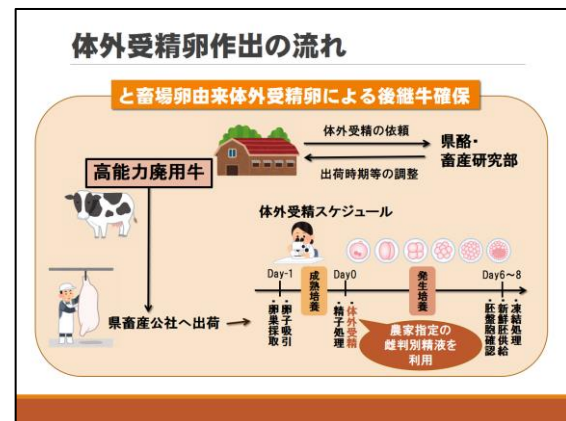 体外受精卵作出の流れ
と畜場卵由来体外受精卵による後継牛確保
体外受精の依頼
県酪・
畜産研究部
出荷時期等の調整
高能力廃用牛
体外受精スケジュール
Day-1
成熟培養
Day0
発生培養
Day6～8
県畜産公社へ出荷
・卵巣採取
・卵子吸引
・精子処理
・体外受精
農家指定の
雌判別精液を
利用
・胚盤胞確認
・新鮮胚供給
・凍結処理